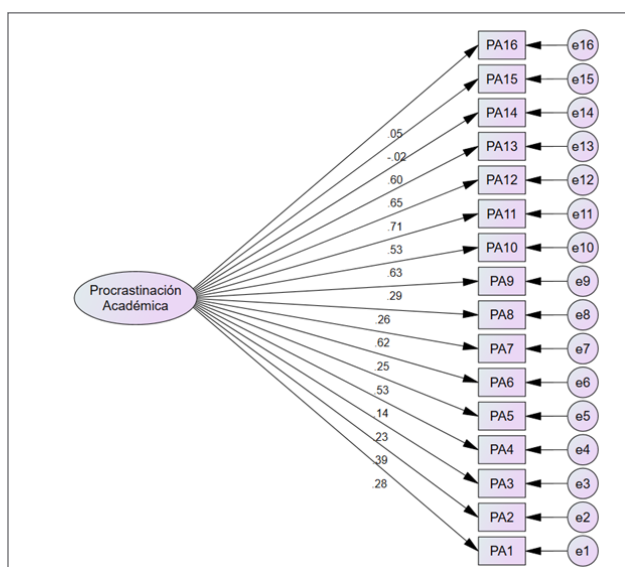 PA16 e16
.05
PA15 e15
-.02
PA14 e14
.60
PA13 e13
.65
PA12 e12
.71
PA11 e11
.53
PA10 e10
.63
PA9 e9
.29
Procrastinación
Académica
PA8 e8
.26
PA7 e7
.62
PA6 e6
.25
PA5 e5
.53
PA4 e4
.14
PA3 e3
.23
PA2 e2
.39
PA1 e1
.28